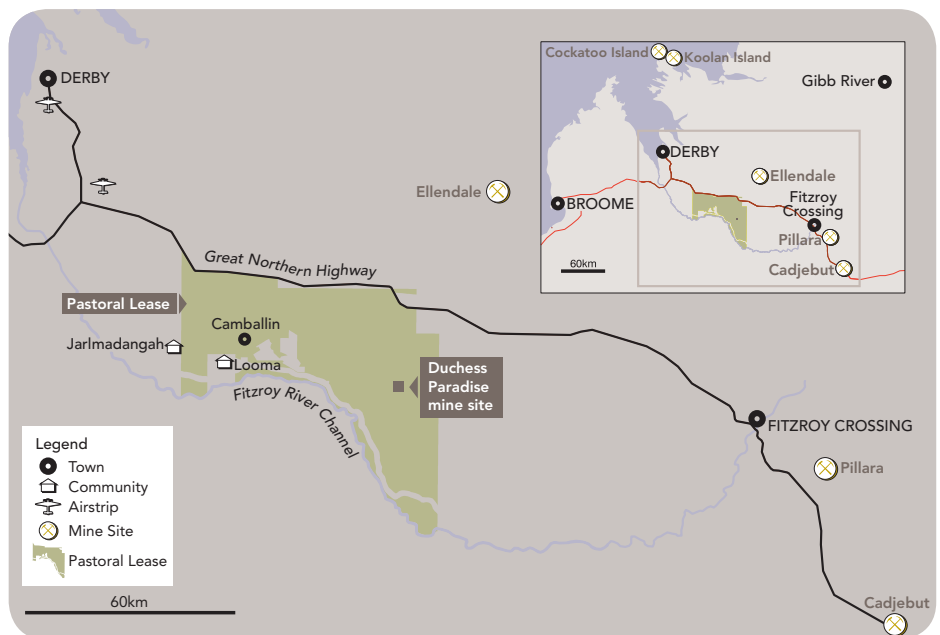 DERBY
Ellendale
Great Northern Highway
Pastoral Lease
Camballin
Jarlmadangah
Looma
Duchess
Paradise
mine site
Fitzroy River Channel
FITZROY CROSSING
Pillara
Cadjebut
Legend
Town
Community
Airstrip
Mine Site
Pastoral Lease
60km
Cockatoo Island
Koolan Island
Gibb River
DERBY
Ellendale
BROOME
Fitzroy
Crossing
Pillara
Cadjebut
60km